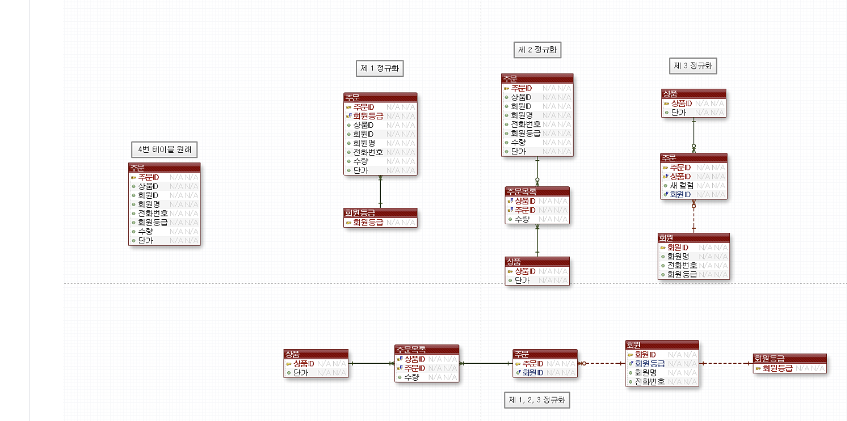 4번 테이블 원래
주문
주문ID N/A N/A
상품ID N/A N/A
회원ID N/A N/A
회원명 N/A N/A
전화번호 N/A N/A
회원등급 N/A N/A
수량 N/A N/A
단가 N/A N/A
제 1 정규화
주문
주문ID N/A N/A
회원등급 N/A N/A
상품ID N/A N/A
회원ID N/A N/A
회원명 N/A N/A
전화번호 N/A N/A
수량 N/A N/A
단가 N/A N/A
회원등급
회원등급 N/A N/A
제 2 정규화
주문
주문ID N/A N/A
상품ID N/A N/A
회원ID N/A N/A
회원명 N/A N/A
전화번호 N/A N/A
회원등급 N/A N/A
수량 N/A N/A
단가 N/A N/A
주문목록
상품ID N/A N/A
주문ID N/A N/A
수량 N/A N/A
상품
상품ID N/A N/A
단가 N/A N/A
제 3 정규화
상품
상품ID N/A N/A
단가 N/A N/A
주문
주문ID N/A N/A
상품ID N/A N/A
새 컬럼 N/A N/A
회원ID N/A N/A
회원
회원ID N/A N/A
회원명 N/A N/A
전화번호 N/A N/A
회원등급 N/A N/A
상품
상품ID N/A N/A
단가 N/A N/A
주문목록
상품ID N/A N/A
주문ID N/A N/A
수량 N/A N/A
주문
주문ID N/A N/A
회원ID N/A N/A
회원
회원ID N/A N/A
회원등급 N/A N/A
회원명 N/A N/A
전화번호 N/A N/A
회원등급
회원등급 N/A N/A
제 1, 2, 3 정규화